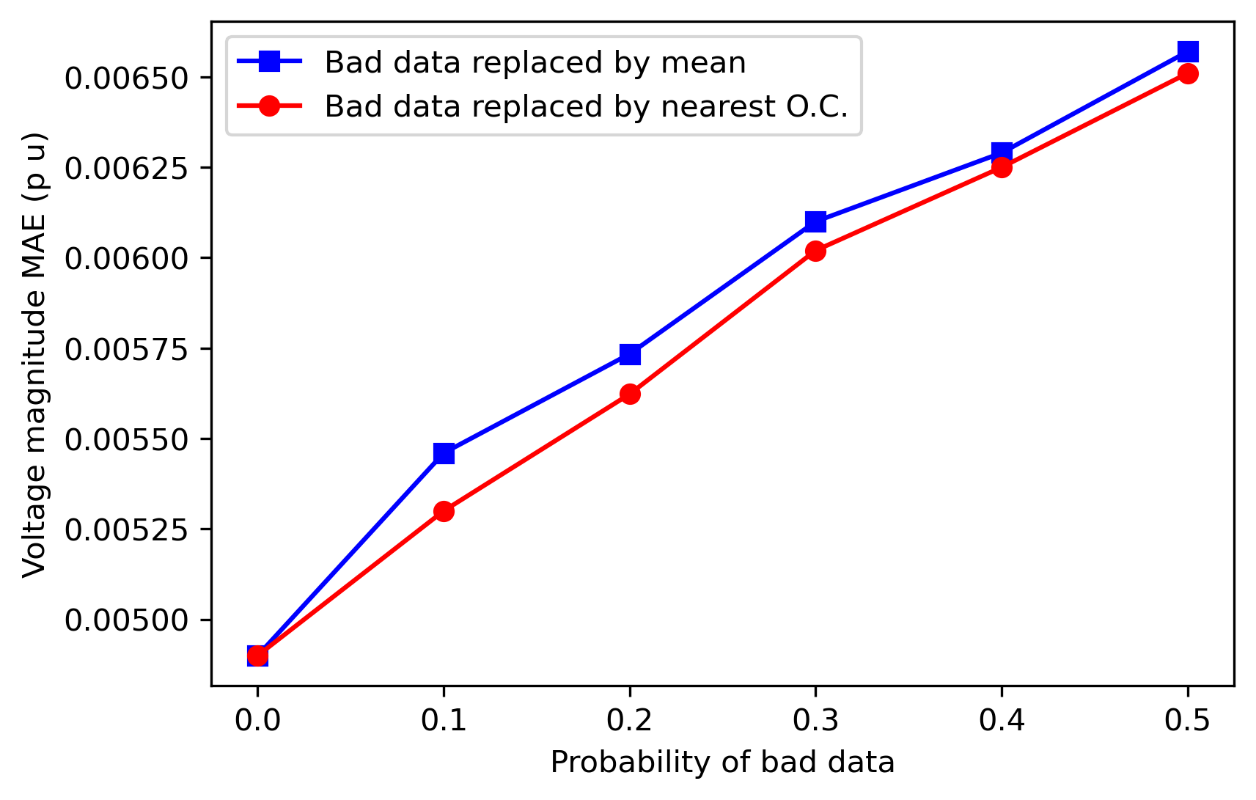 Bad data replaced by mean
Bad data replaced by nearest O.C.
Voltage magnitude MAE (p u)
0.00650
0.00625
0.00600
0.00575
0.00550
0.00525
0.00500
0.0 0.1 0.2 0.3 0.4 0.5
Probability of bad data